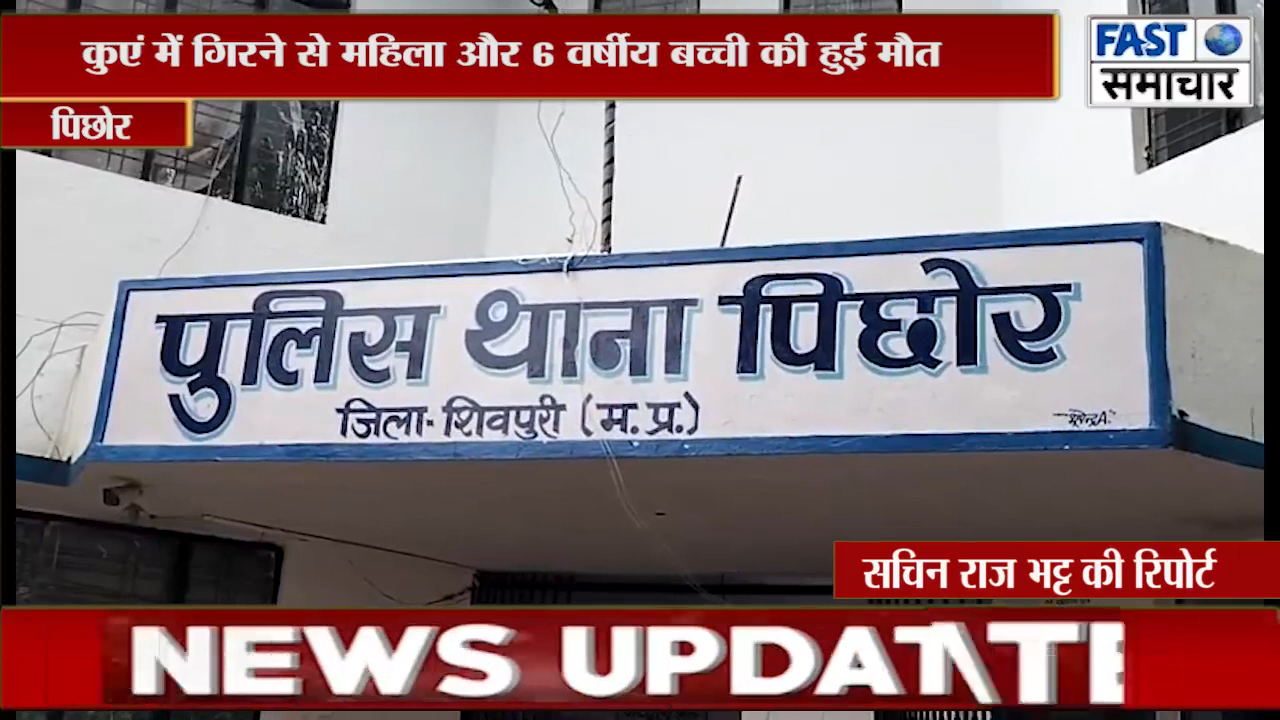 कुएं में गिरने से महिला और 6 वर्षीय बच्ची की हुई मौत
FAST
समाचार
पिछोर
पुलिस थाना पिछोर
जिला-शिवपुरी (म.प्र.)
सचिन राज भट्ट की रिपोर्ट
NEWS UPDATE